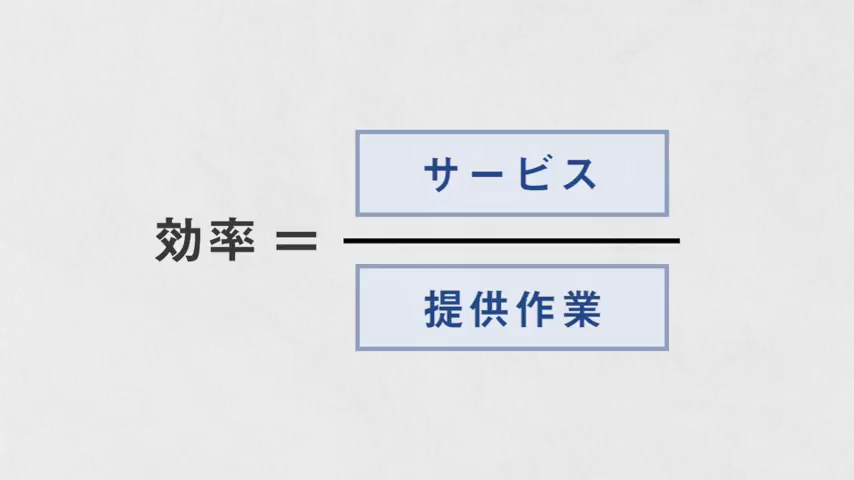 サービス
効率 =
提供作業